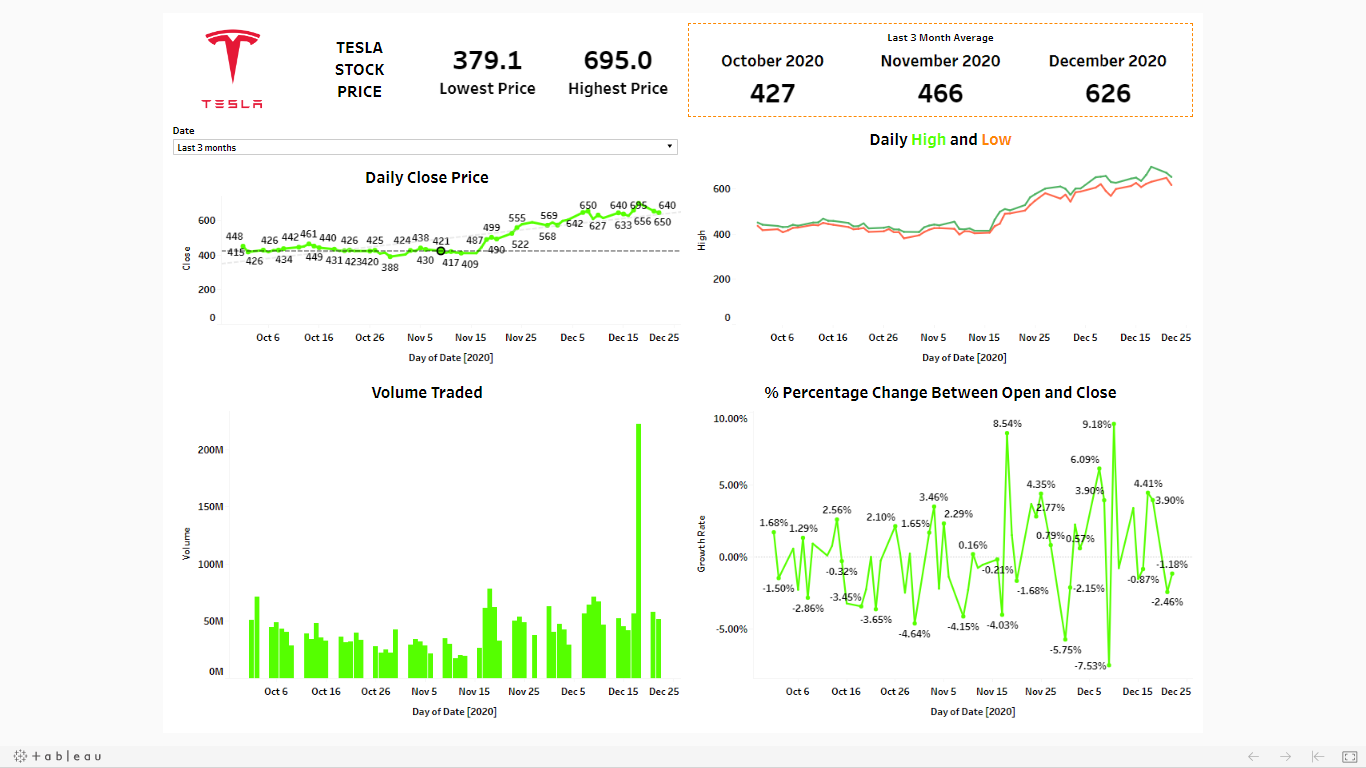 TESLA
TESLA
STOCK
PRICE
379.1
Lowest Price
695.0
Highest Price
Last 3 Month Average
October 2020
427
November 2020
466
December 2020
626
Date
Last 3 months
Daily Close Price
Close
600
400
200
0
448
415
426
426
434
442
461
449
440
431
426
423
425
420
388
424
438
430
421
417
409
487
499
490
555
522
569
568
642
650
627
640
633
695
656
640
650
Oct 6
Oct 16
Oct 26
Nov 5
Nov 15
Nov 25
Dec 5
Dec 15
Dec 25
Day of Date [2020]
Daily High and Low
High
600
400
200
0
Oct 6
Oct 16
Oct 26
Nov 5
Nov 15
Nov 25
Dec 5
Dec 15
Dec 25
Day of Date [2020]
Volume Traded
Volume
200M
150M
100M
50M
0M
Oct 6
Oct 16
Oct 26
Nov 5
Nov 15
Nov 25
Dec 5
Dec 15
Dec 25
Day of Date [2020]
% Percentage Change Between Open and Close
Growth Rate
10.00%
5.00%
0.00%
-5.00%
1.68%
-1.50%
1.29%
-2.86%
2.56%
-0.32%
-3.45%
-3.65%
2.10%
-4.64%
1.65%
3.46%
2.29%
-4.15%
0.16%
-0.21%
-4.03%
8.54%
-1.68%
4.35%
2.77%
0.79%
-5.75%
-2.15%
0.57%
6.09%
3.90%
-7.53%
9.18%
-0.87%
4.41%
3.90%
-2.46%
-1.18%
Oct 6
Oct 16
Oct 26
Nov 5
Nov 15
Nov 25
Dec 5
Dec 15
Dec 25
Day of Date [2020]
+ a b l e a u